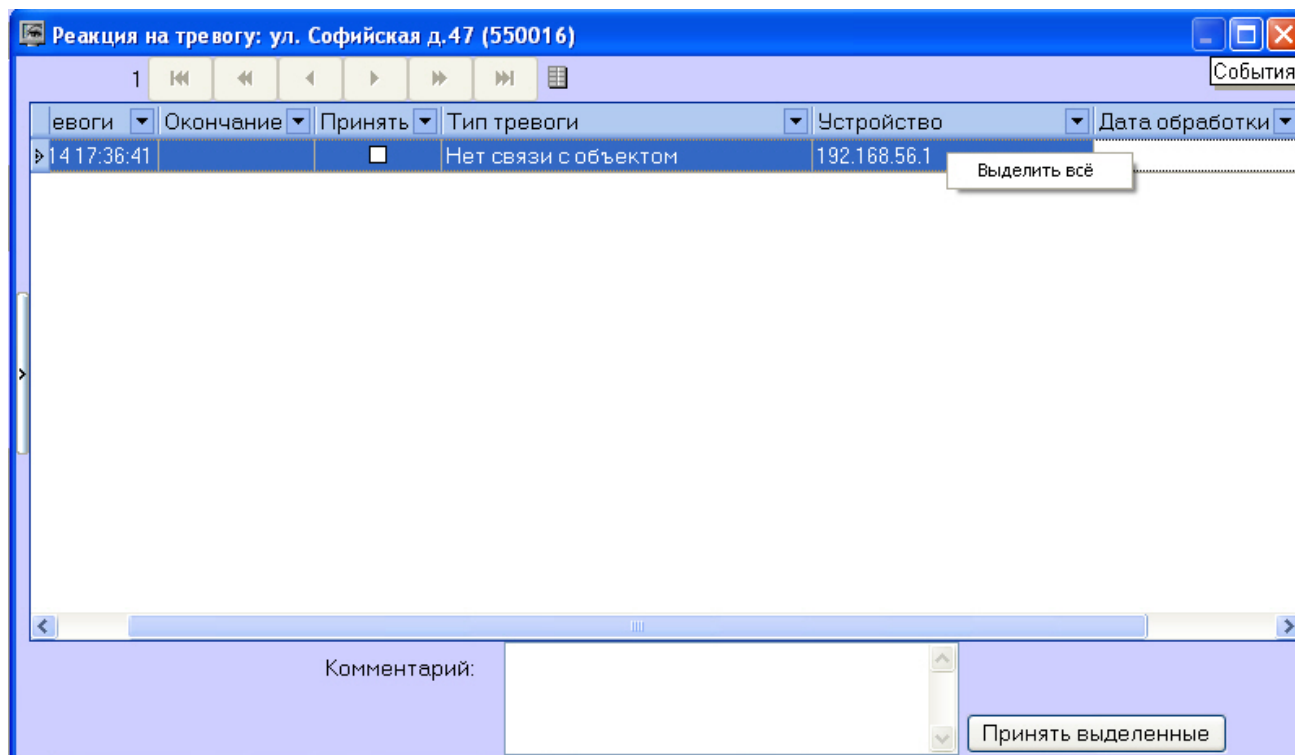 Реакция на тревогу: ул. Софийская д.47 (550016)
1
События
евоги Окончание Принять Тип тревоги Устройство Дата обработки
14 17:36:41 Нет связи с объектом 192.168.56.1
Выделить всё
Комментарий:
Принять выделенные